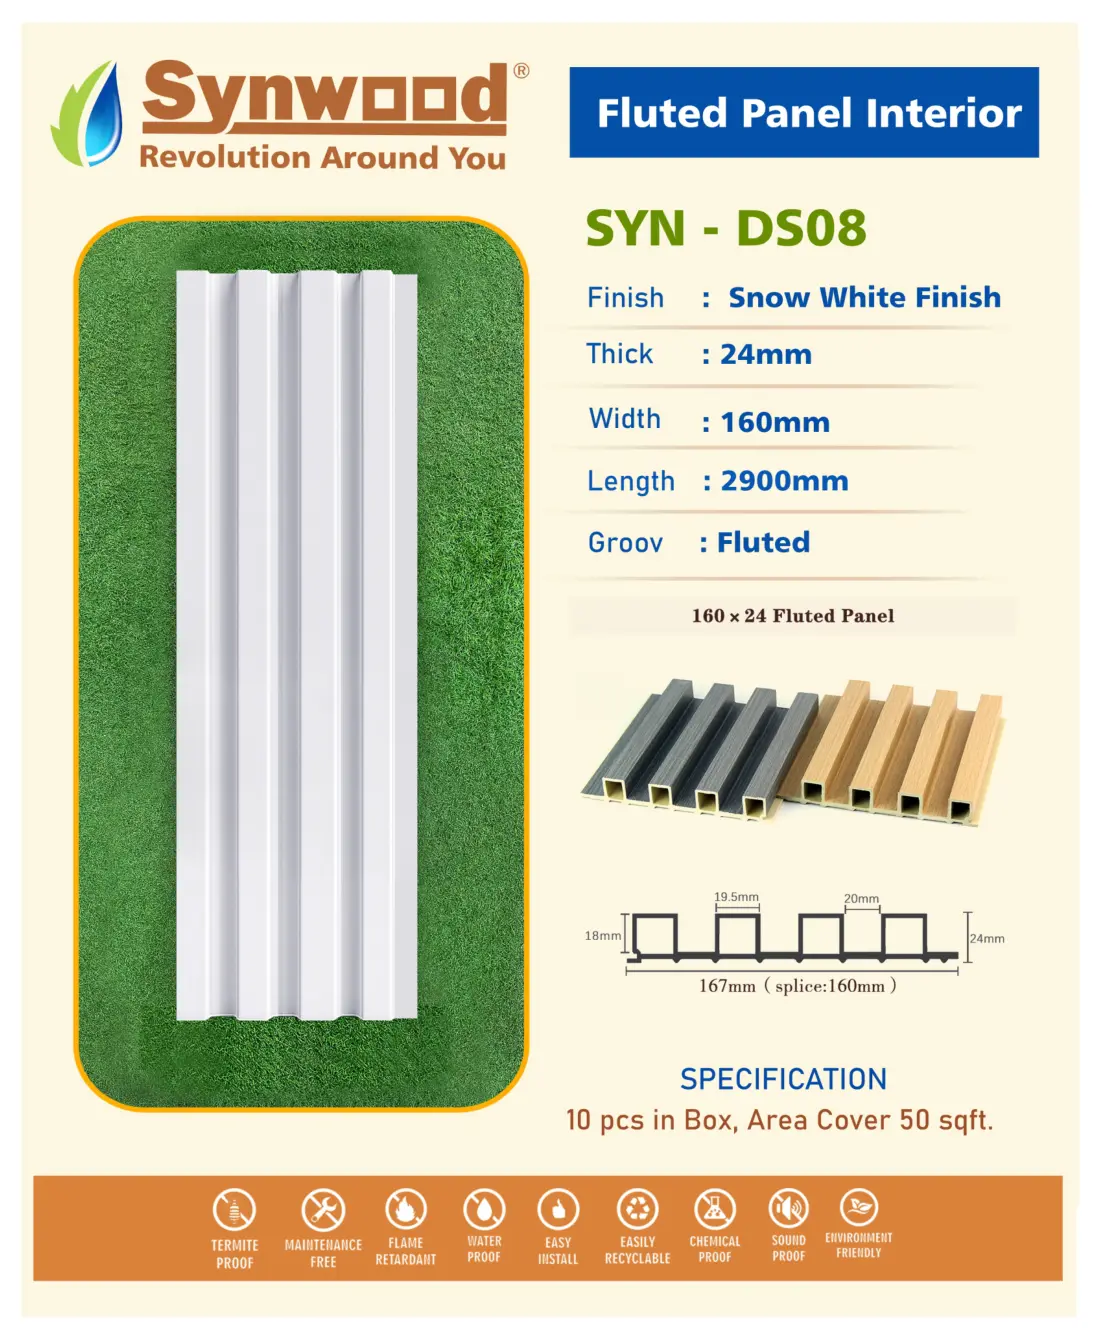 Synwood®
Revolution Around You
Fluted Panel Interior
SYN - DS08
Finish : Snow White Finish
Thick : 24mm
Width : 160mm
Length : 2900mm
Groov : Fluted
160 × 24 Fluted Panel
19.5mm
20mm
18mm
24mm
167mm ( splice:160mm )
SPECIFICATION
10 pcs in Box, Area Cover 50 sqft.
TERMITE
PROOF
MAINTENANCE
FREE
FLAME
RETARDANT
WATER
PROOF
EASY
INSTALL
EASILY
RECYCLABLE
CHEMICAL
PROOF
SOUND
PROOF
ENVIRONMENT
FRIENDLY